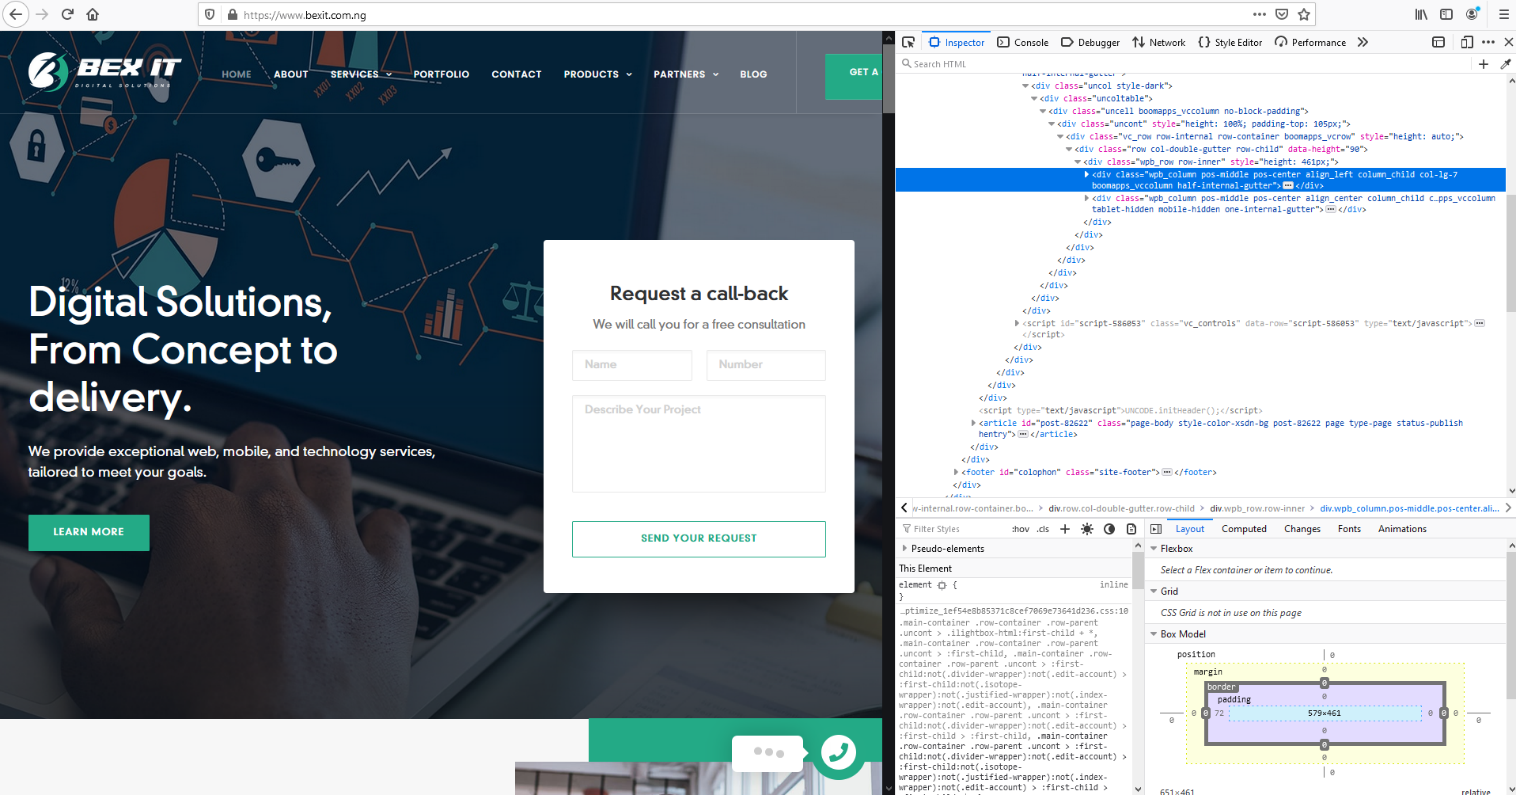 https://www.bexit.com.ng
BEX IT
DIGITAL SOLUTIONS
HOME ABOUT SERVICES PORTFOLIO CONTACT PRODUCTS PARTNERS BLOG GET A
XX01 XX02 XX03
12%
Digital Solutions,
From Concept to
delivery.
We provide exceptional web, mobile, and technology services,
tailored to meet your goals.
LEARN MORE
Request a call-back
We will call you for a free consultation
Name Number
Describe Your Project
SEND YOUR REQUEST
Inspector Console Debugger Network {} Style Editor Performance
Search HTML
half-internal-gutter">
<div class="uncol style-dark">
<div class="uncoltable">
<div class="uncell boomapps_vccolumn no-block-padding">
<div class="uncont" style="height: 100%; padding-top: 105px;">
<div class="vc_row row-internal row-container boomapps_vcrow" style="height: auto;">
<div class="row col-double-gutter row-child" data-height="90">
<div class="wpb_row row-inner" style="height: 461px;">
<div class="wpb_column pos-middle pos-center align_left column_child col-lg-7
boomapps_vccolumn half-internal-gutter"></div>
<div class="wpb_column pos-middle pos-center align_center column_child c…pps_vccolumn
tablet-hidden mobile-hidden one-internal-gutter"></div>
</div>
</div>
</div>
</div>
</div>
</div>
</div>
</div>
<script id="script-586053" class="vc_controls" data-row="script-586053" type="text/javascript">
</script>
</div>
</div>
</div>
</div>
</div>
<script type="text/javascript">UNCODE.initHeader();</script>
<article id="post-82622" class="page-body style-color-xsdn-bg post-82622 page type-page status-publish
hentry"></article>
</div>
</div>
<footer id="colophon" class="site-footer"></footer>
</div>
</div>
w-internal.row-container.bo… > div.row.col-double-gutter.row-child > div.wpb_row.row-inner > div.wpb_column.pos-middle.pos-center.ali…
Filter Styles :hov .cls +
Layout Computed Changes Fonts Animations
Pseudo-elements
This Element
element { inline
}
…ptimize_1ef54e8b85371c8cef7069e73641d236.css:10
.main-container .row-container .row-parent
.uncont > .ilightbox-html:first-child + *,
.main-container .row-container .row-parent
.uncont > :first-child, .main-container .row-
container .row-parent .uncont > :first-
child:not(.divider-wrapper):not(.edit-account) >
:first-child:not(.isotope-
wrapper):not(.justified-wrapper):not(.index-
wrapper):not(.edit-account), .main-container
.row-container .row-parent .uncont > :first-
child:not(.divider-wrapper):not(.edit-account) >
:first-child > :first-child, .main-container
.row-container .row-parent .uncont > :first-
child:not(.divider-wrapper):not(.edit-account) >
:first-child:not(.isotope-
wrapper):not(.justified-wrapper):not(.index-
wrapper):not(.edit-account) > :first-child >
Flexbox
Select a Flex container or item to continue.
Grid
CSS Grid is not in use on this page
Box Model
position 0
margin 0
border 0
padding 0
0 0 0 72 579×461 0 0 0 0
0
0
0
0
651×461 relative